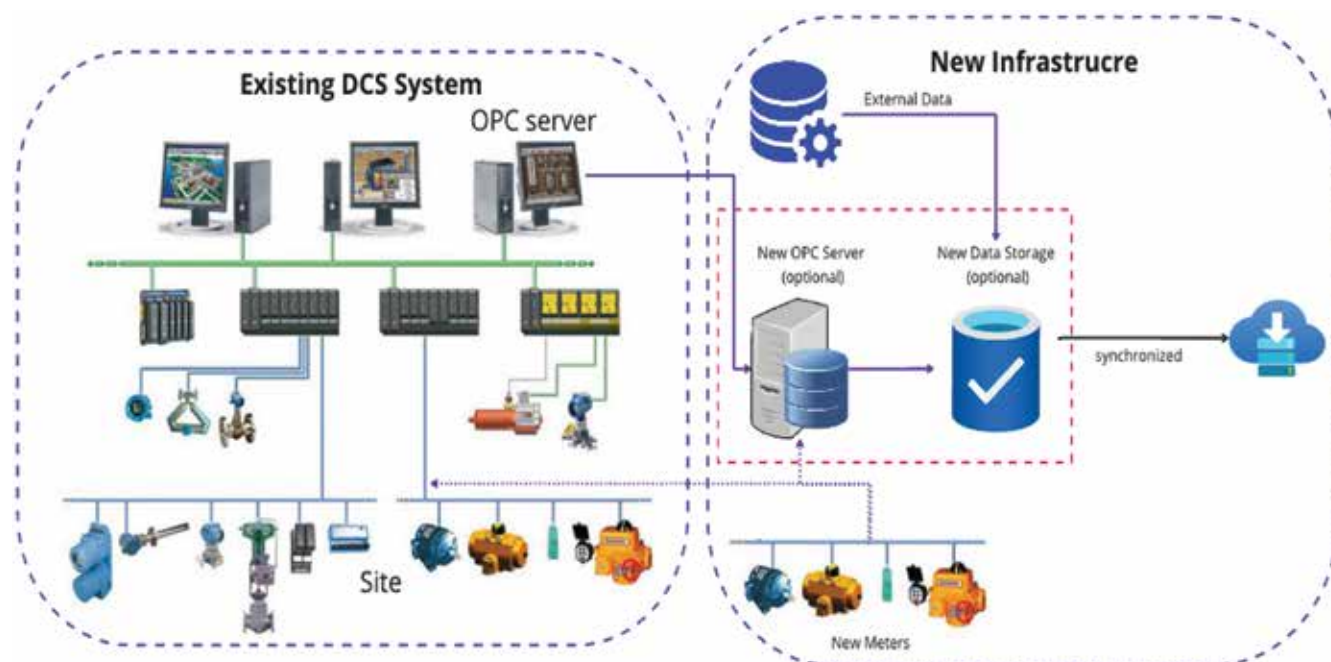 Existing DCS System
OPC server
Site
New Infrastrucre
External Data
New OPC Server
(optional)
New Data Storage
(optional)
synchronized
New Meters